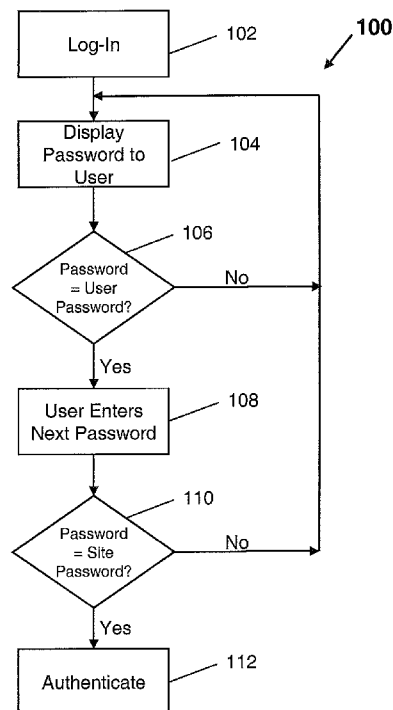 100
Log-In
102
Display
Password to
User
104
106
Password
= User
Password?
No
Yes
User Enters
Next Password
108
110
Password
= Site
Password?
No
Yes
Authenticate
112